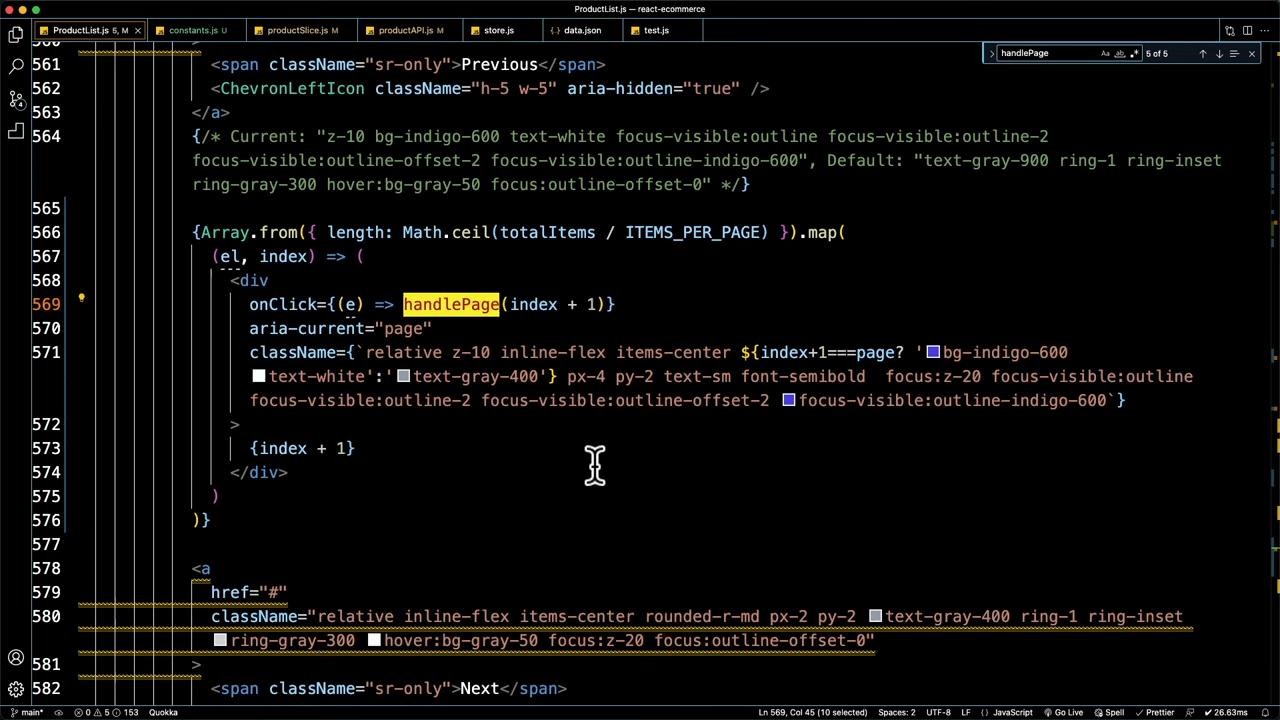 ProductList.js — react-ecommerce
ProductList.js 5, M
constants.js U
productSlice.js M
productAPI.js M
store.js
{} data.json
test.js
handlePage
Aa
ab
5 of 5
561 <span className="sr-only">Previous</span>
562 <ChevronLeftIcon className="h-5 w-5" aria-hidden="true" />
563 </a>
564 {/* Current: "z-10 bg-indigo-600 text-white focus-visible:outline focus-visible:outline-2
focus-visible:outline-offset-2 focus-visible:outline-indigo-600", Default: "text-gray-900 ring-1 ring-inset
ring-gray-300 hover:bg-gray-50 focus:outline-offset-0" */}
565
566 {Array.from({ length: Math.ceil(totalItems / ITEMS_PER_PAGE) }).map(
567 (el, index) => (
568 <div
569 onClick={(e) => handlePage(index + 1)}
570 aria-current="page"
571 className={`relative z-10 inline-flex items-center ${index+1===page? 'bg-indigo-600
text-white':'text-gray-400'} px-4 py-2 text-sm font-semibold  focus:z-20 focus-visible:outline
focus-visible:outline-2 focus-visible:outline-offset-2 focus-visible:outline-indigo-600`}
572 >
573 {index + 1}
574 </div>
575 )
576 )}
577
578 <a
579 href="#"
580 className="relative inline-flex items-center rounded-r-md px-2 py-2 text-gray-400 ring-1 ring-inset
ring-gray-300 hover:bg-gray-50 focus:z-20 focus:outline-offset-0"
581 >
582 <span className="sr-only">Next</span>
4
main* 0 5 153 Quokka
Ln 569, Col 45 (10 selected) Spaces: 2 UTF-8 LF {} JavaScript Go Live Spell Prettier 26.63ms